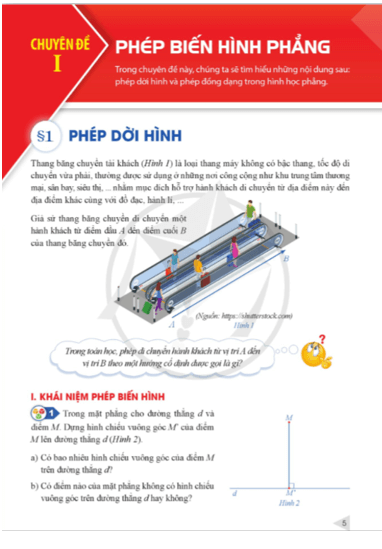 CHUYÊN ĐỀ
I
PHÉP BIẾN HÌNH PHẲNG
Trong chuyên đề này, chúng ta sẽ tìm hiểu những nội dung sau:
phép dời hình và phép đồng dạng trong hình học phẳng.
§1 PHÉP DỜI HÌNH
Thang băng chuyền tải khách (Hình 1) là loại thang máy không có bậc thang, tốc độ di
chuyển vừa phải, thường được sử dụng ở những nơi công cộng như khu trung tâm thương
mại, sân bay, siêu thị, ... nhằm mục đích hỗ trợ hành khách di chuyển từ địa điểm này đến
địa điểm khác cùng với đồ đạc, hành lí, ...
Giả sử thang băng chuyền di chuyển một
hành khách từ điểm đầu A đến điểm cuối B
của thang băng chuyền đó.
B
A
(Nguồn: https://shutterstock.com)
Hình 1
Trong toán học, phép di chuyển hành khách từ vị trí A đến
vị trí B theo một hướng cố định được gọi là gì?
?
I. KHÁI NIỆM PHÉP BIẾN HÌNH
1 Trong mặt phẳng cho đường thẳng d và
điểm M. Dựng hình chiếu vuông góc M' của điểm
M lên đường thẳng d (Hình 2).
a) Có bao nhiêu hình chiếu vuông góc của điểm M
trên đường thẳng d?
b) Có điểm nào của mặt phẳng không có hình chiếu
vuông góc trên đường thẳng d hay không?
M
d
M'
Hình 2
5